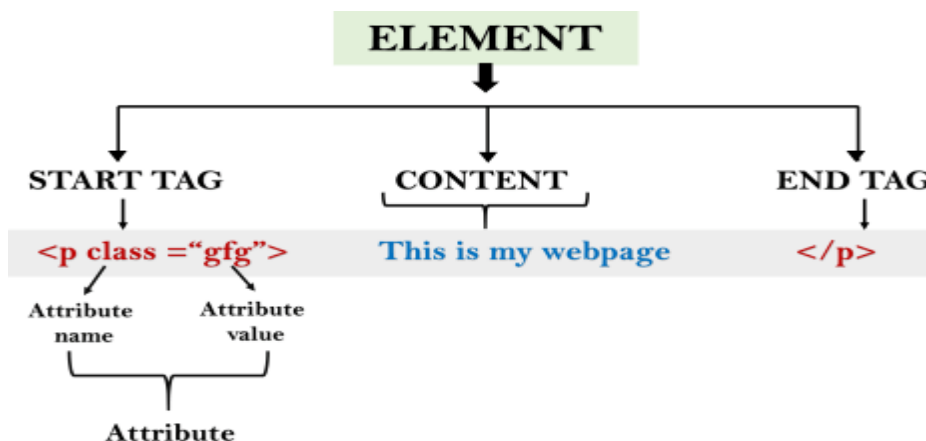 ELEMENT
START TAG
CONTENT
END TAG
<p class =“gfg”>
This is my webpage
</p>
Attribute
name
Attribute
value
Attribute